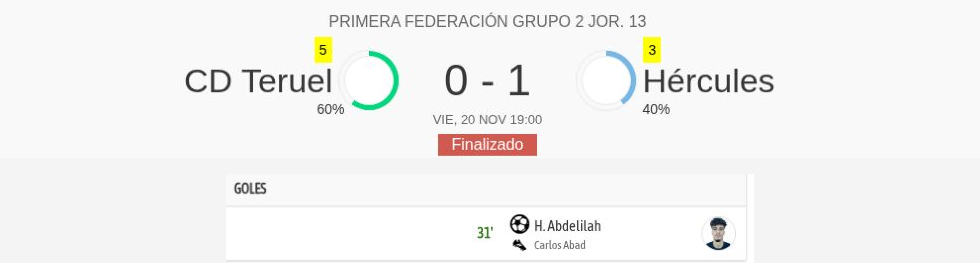 PRIMERA FEDERACIÓN GRUPO 2 JOR. 13
5
3
CD Teruel
0 - 1
Hércules
60%
40%
VIE, 20 NOV 19:00
Finalizado
GOLES
31' H. Abdelilah
Carlos Abad